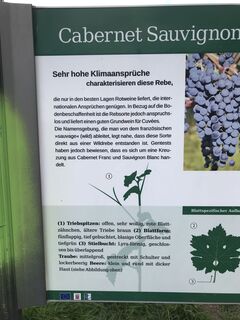 Cabernet Sauvignon
Sehr hohe Klimaansprüche
charakterisieren diese Rebe,
die nur in den besten Lagen Rotweine liefert, die inter-
nationalen Ansprüchen genügen. In Bezug auf die Bo-
denbeschaffenheit ist die Rebsorte jedoch anspruchs-
los und liefert einen guten Grundwein für Cuvées.
Die Namensgebung, die man von dem französischen
»sauvage« (wild) ableitet, legt nahe, dass diese Sorte
direkt aus einer Wildrebe entstanden ist. Gentests
haben jedoch bewiesen, dass es sich um eine Kreu-
zung aus Cabernet Franc und Sauvignon Blanc han-
delt.
(1) Triebspitzen: offen, sehr wollig, rote Blatt-
zähnchen, ältere Triebe braun (2) Blattform:
fünflappig, tief gebuchtet, blasige Oberfläche und
tiefgrün (3) Stielbucht: Lyra-förmig, geschlos-
sen bis überlappend
Traube: mittelgroß, gestreckt mit Schulter und
lockerbeerig Beere: klein und rund mit dicker
Haut (siehe Abbildung oben)
Blattspezifischer
1
2
3